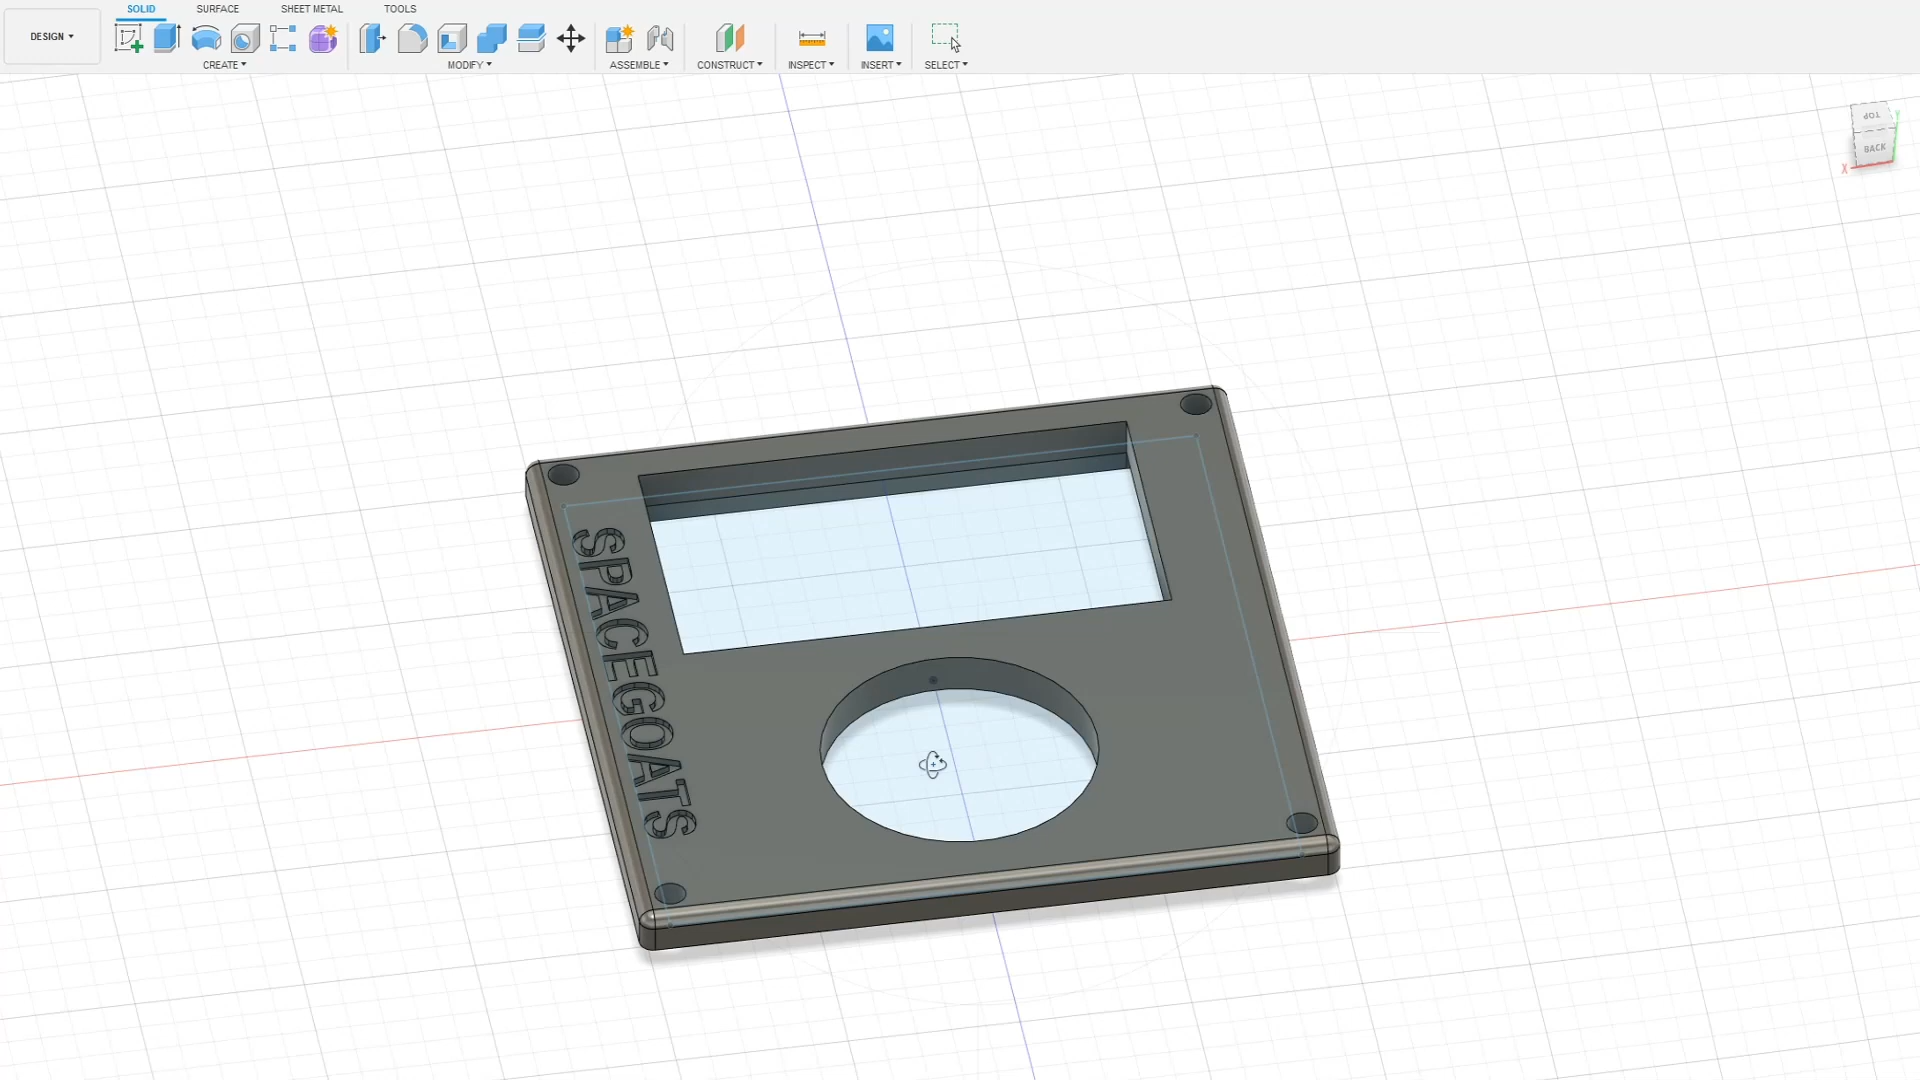 SOLID SURFACE SHEET METAL TOOLS
DESIGN
CREATE MODIFY ASSEMBLE CONSTRUCT INSPECT INSERT SELECT
TOP
BACK
X
SPACEGOATS